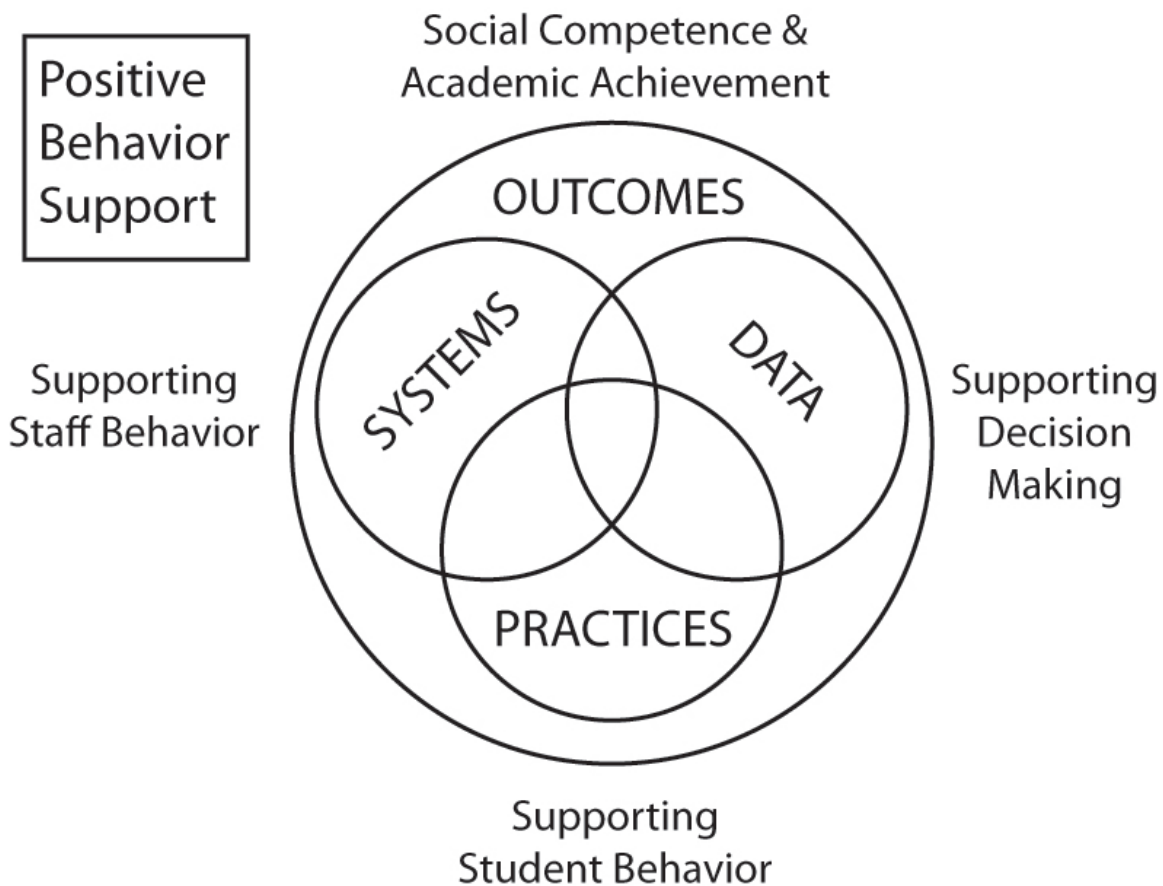 Positive
Behavior
Support
Social Competence &
Academic Achievement
OUTCOMES
SYSTEMS
DATA
Supporting
Staff Behavior
Supporting
Decision
Making
PRACTICES
Supporting
Student Behavior